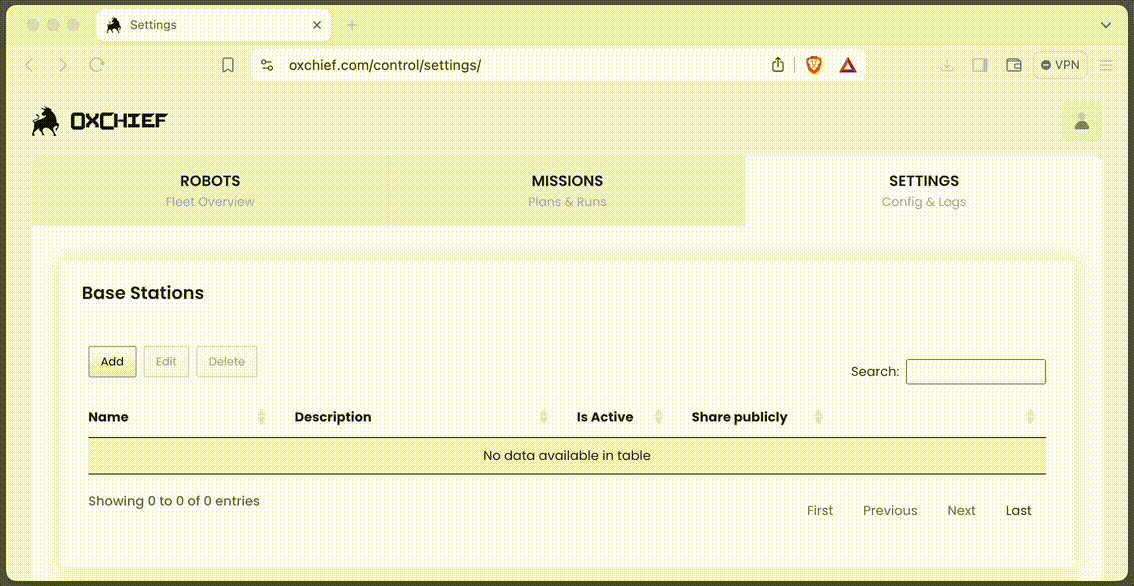 Settings
oxchief.com/control/settings/
VPN
OXCHIEF
ROBOTS
Fleet Overview
MISSIONS
Plans & Runs
SETTINGS
Config & Logs
Base Stations
Add Edit Delete
Search:
Name Description Is Active Share publicly
No data available in table
Showing 0 to 0 of 0 entries
First Previous Next Last